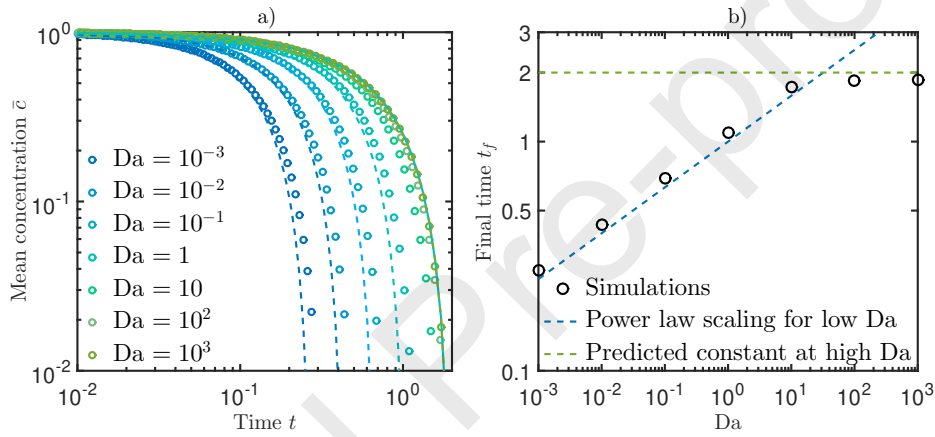 a)
10^0
10^-1
10^-2
Mean concentration c̄
Da = 10^-3
Da = 10^-2
Da = 10^-1
Da = 1
Da = 10
Da = 10^2
Da = 10^3
10^-2 10^-1 10^0
Time t
b)
3
2
1
0.5
0.1
Final time t_f
Simulations
Power law scaling for low Da
Predicted constant at high Da
10^-3 10^-2 10^-1 10^0 10^1 10^2 10^3
Da
l Pre-pro